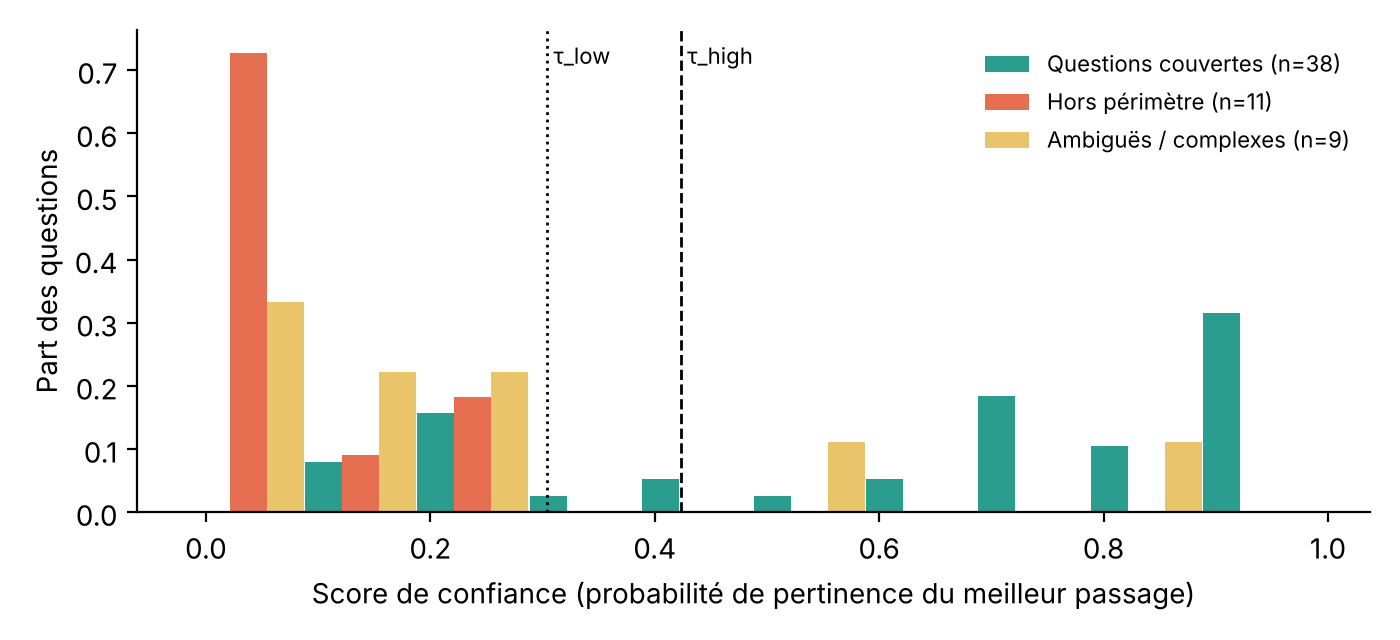 τ_low
τ_high
Questions couvertes (n=38)
Hors périmètre (n=11)
Ambiguës / complexes (n=9)
Part des questions
0.7
0.6
0.5
0.4
0.3
0.2
0.1
0.0
0.0
0.2
0.4
0.6
0.8
1.0
Score de confiance (probabilité de pertinence du meilleur passage)